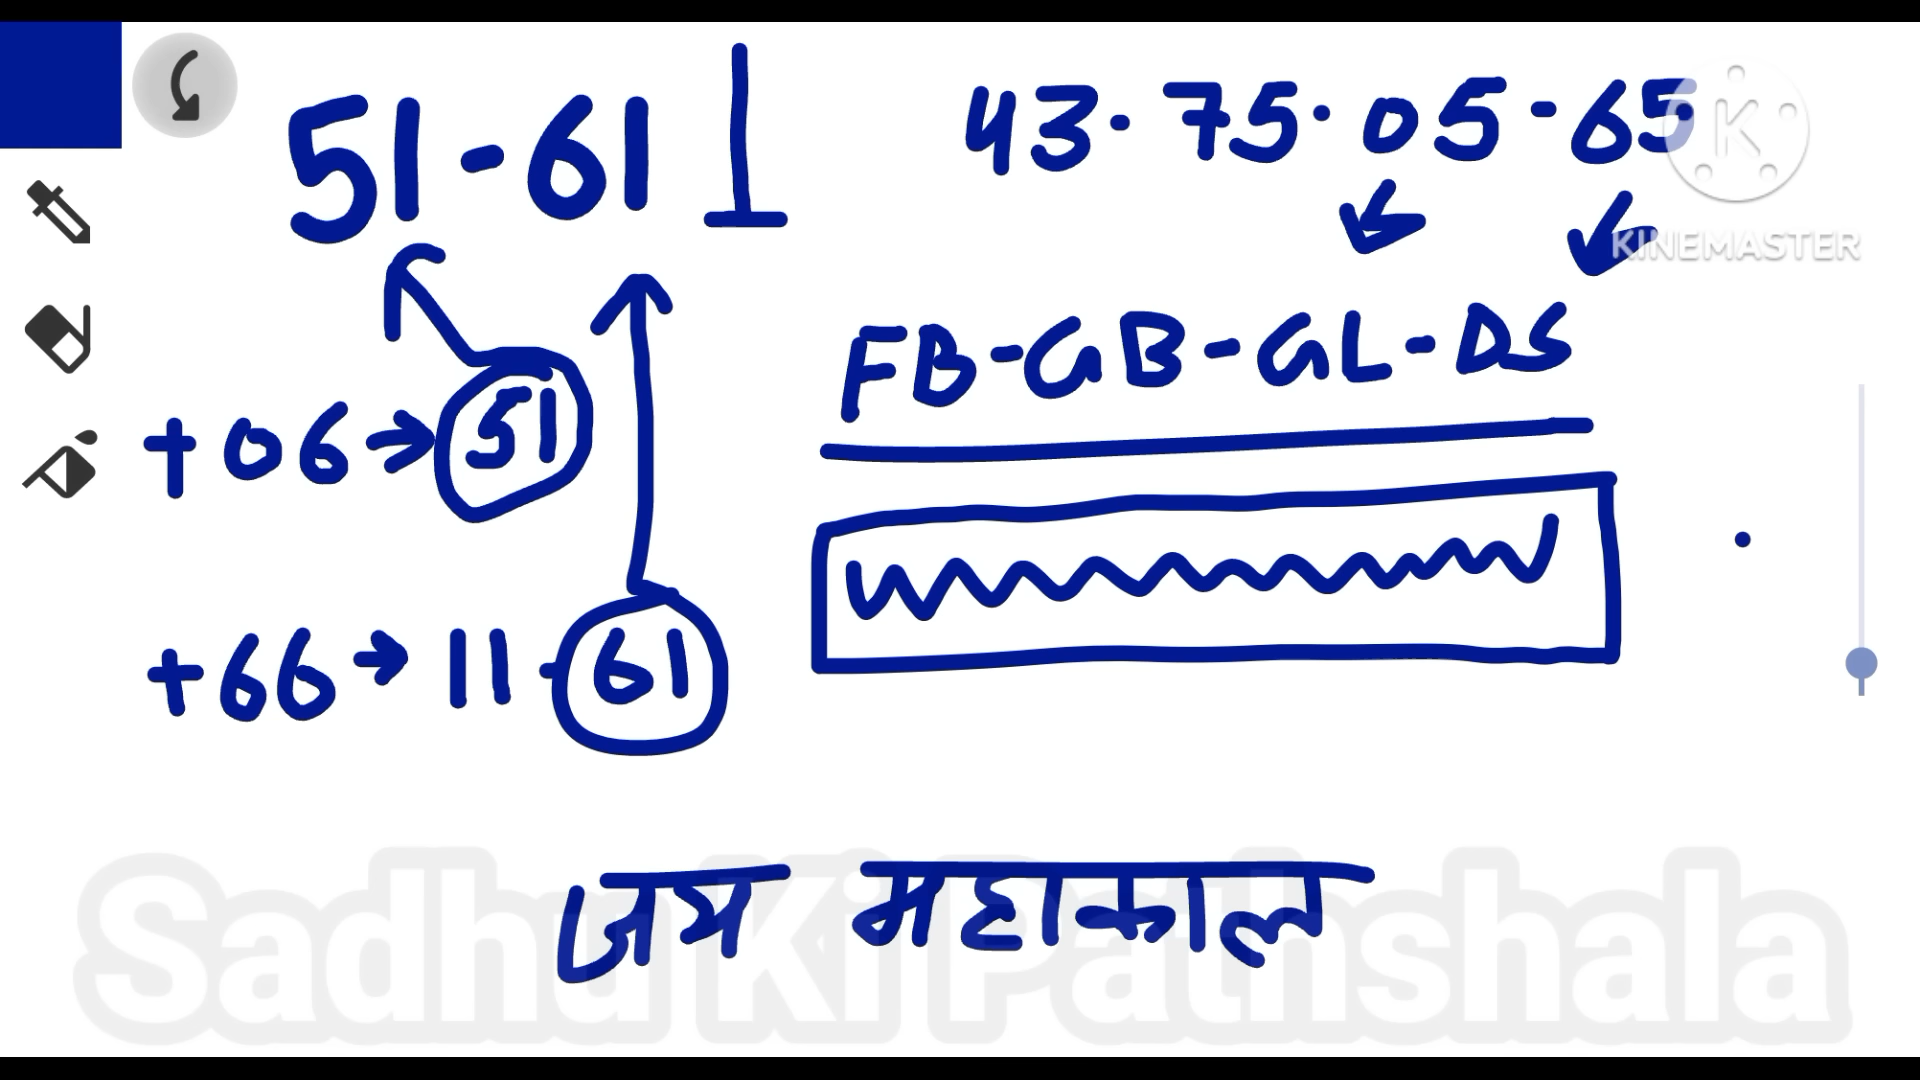 51-61 ⊥
43·75·05-65
K
KINEMASTER
FB-GB-GL-DS
+06→51
+66→11-61
जय महाकाल
Sadhu Ki Pathshala